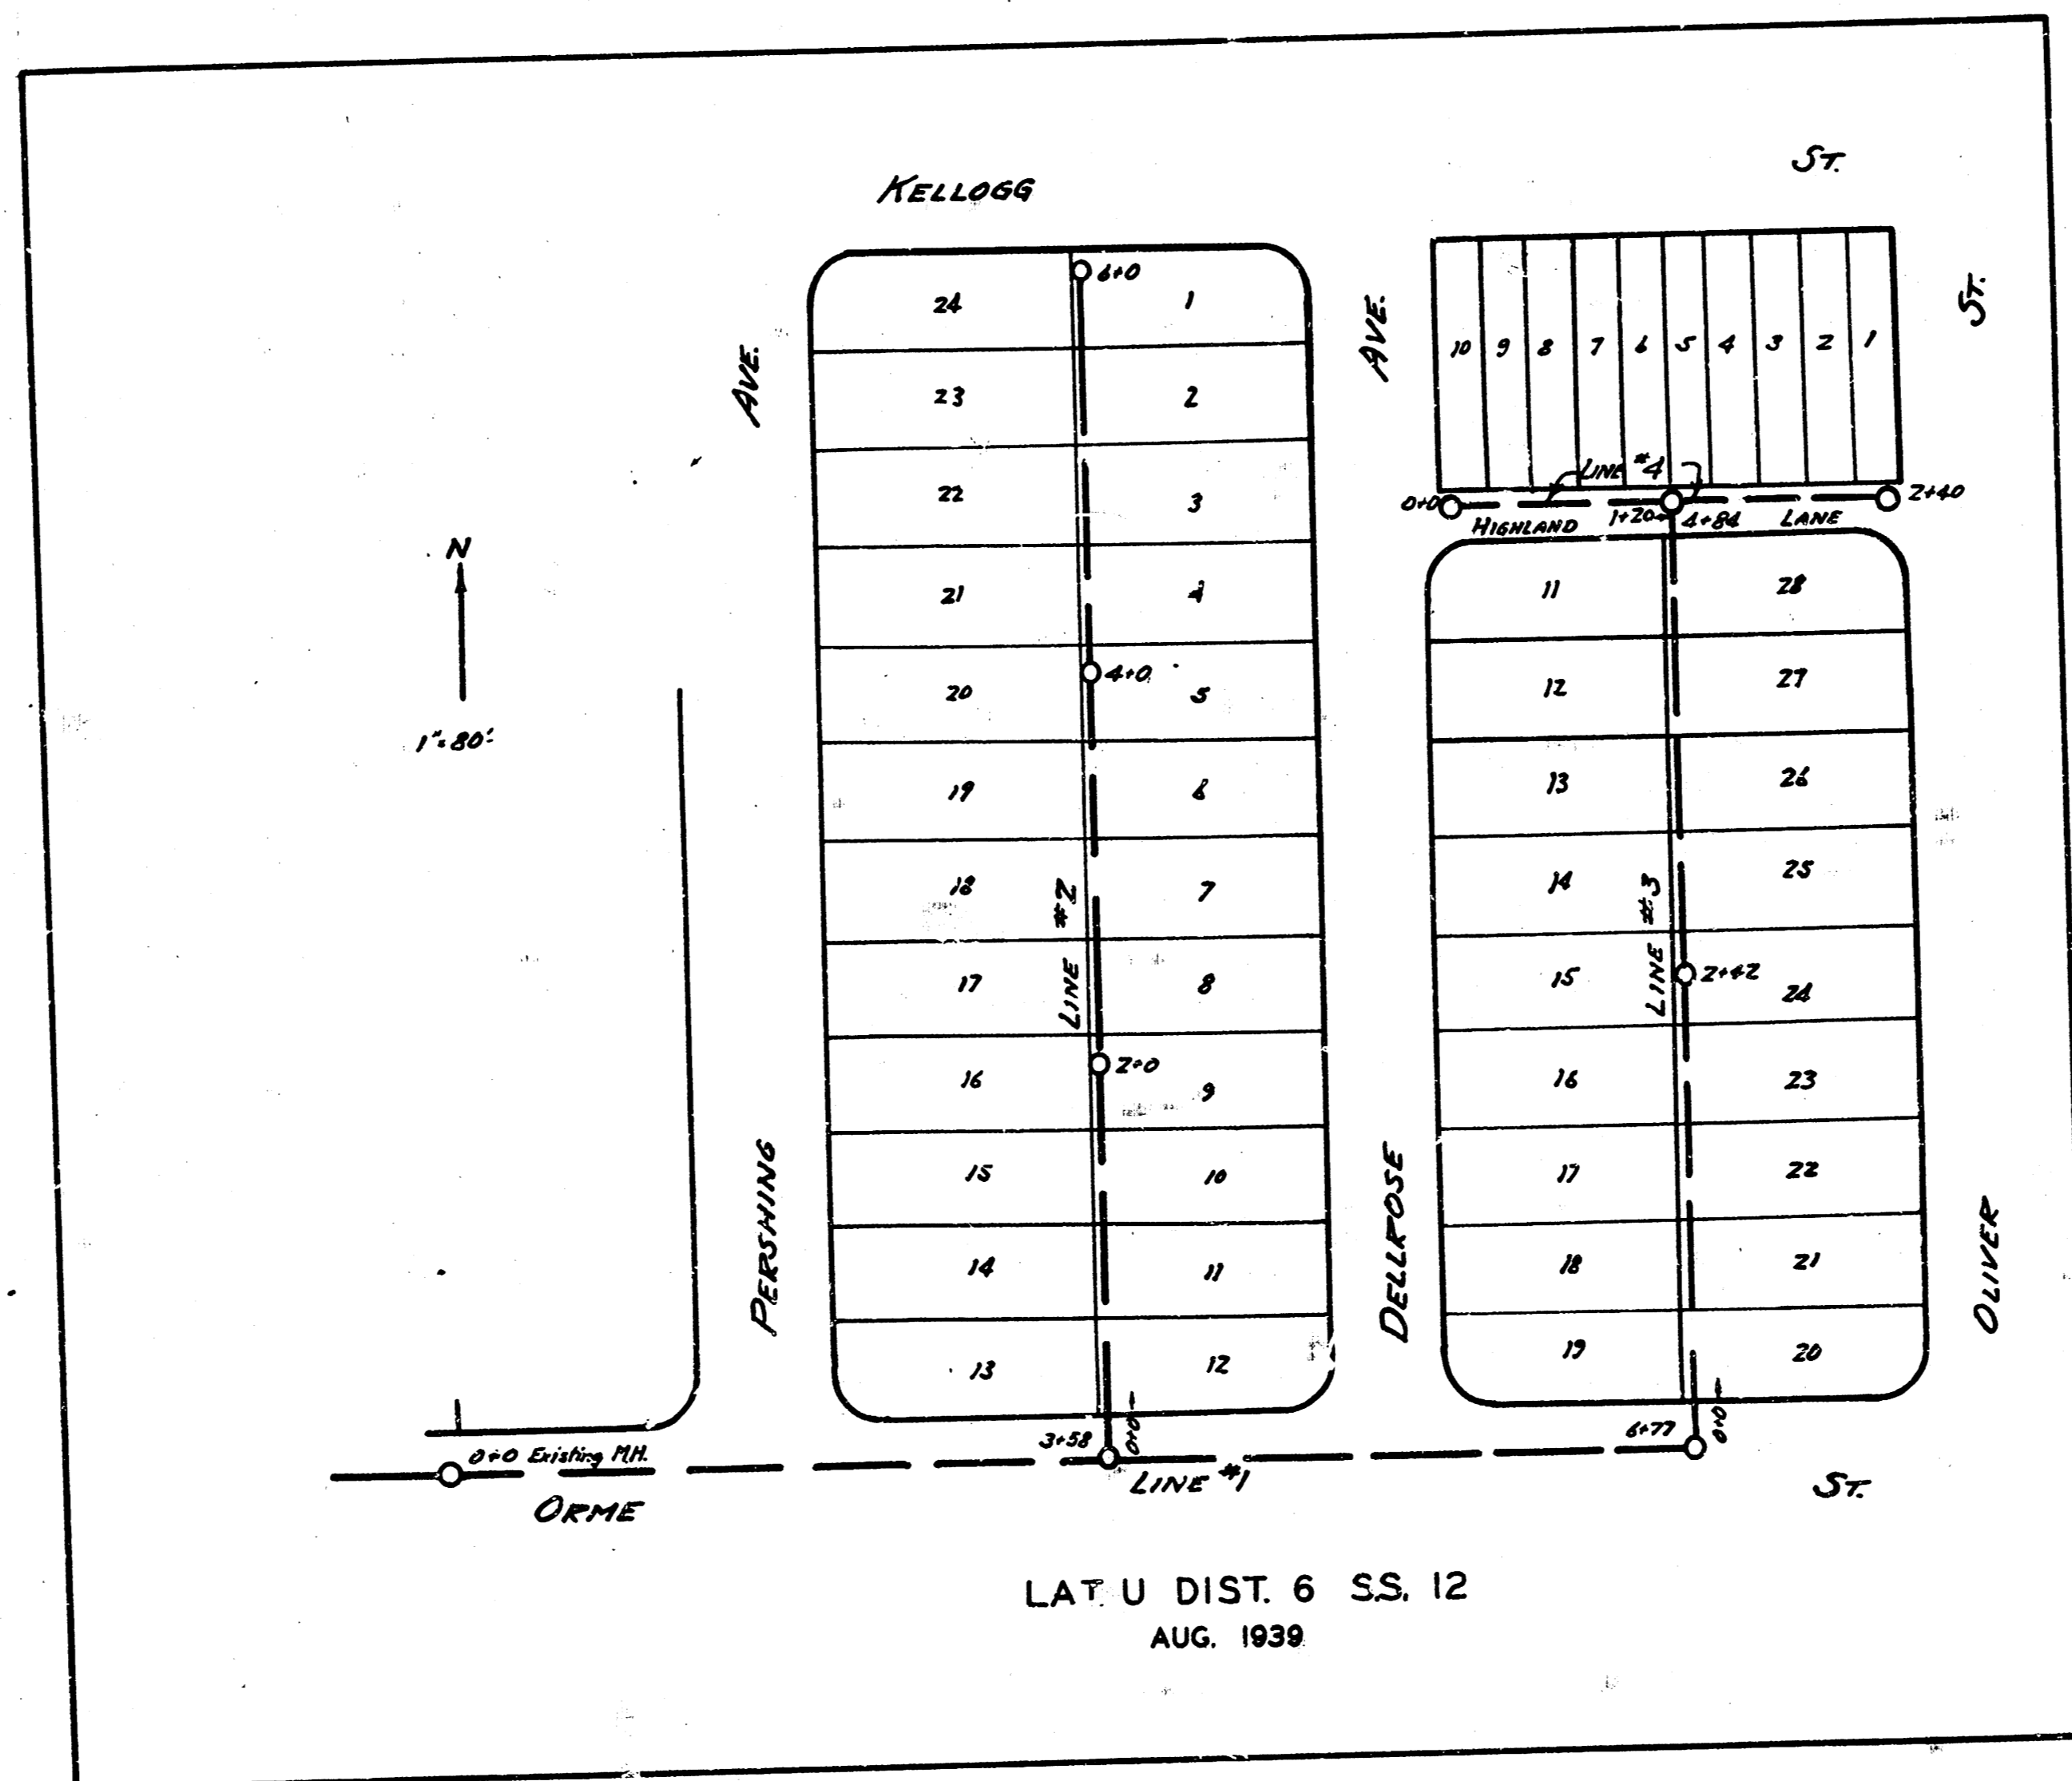 KELLOGG ST.
AVE. AVE. ST.
N
1"=80'
6+0
24 1
23 2
22 3
21 4
4+0
20 5
19 6
18 7
LINE #2
17 8
2+0
16 9
15 10
14 11
13 12
10 9 8 7 6 5 4 3 2 1
LINE #4
0+0 2+40
HIGHLAND 1+20 4+84 LANE
11 28
12 27
13 26
14 25
LINE #3
2+42
15 24
16 23
17 22
18 21
19 20
PERSHING
DELLROSE
OLIVER
0+0 Existing M.H.
3+58 0+0
6+77 0+0
LINE #1
ORME ST.
LAT. U DIST. 6 S.S. 12
AUG. 1939